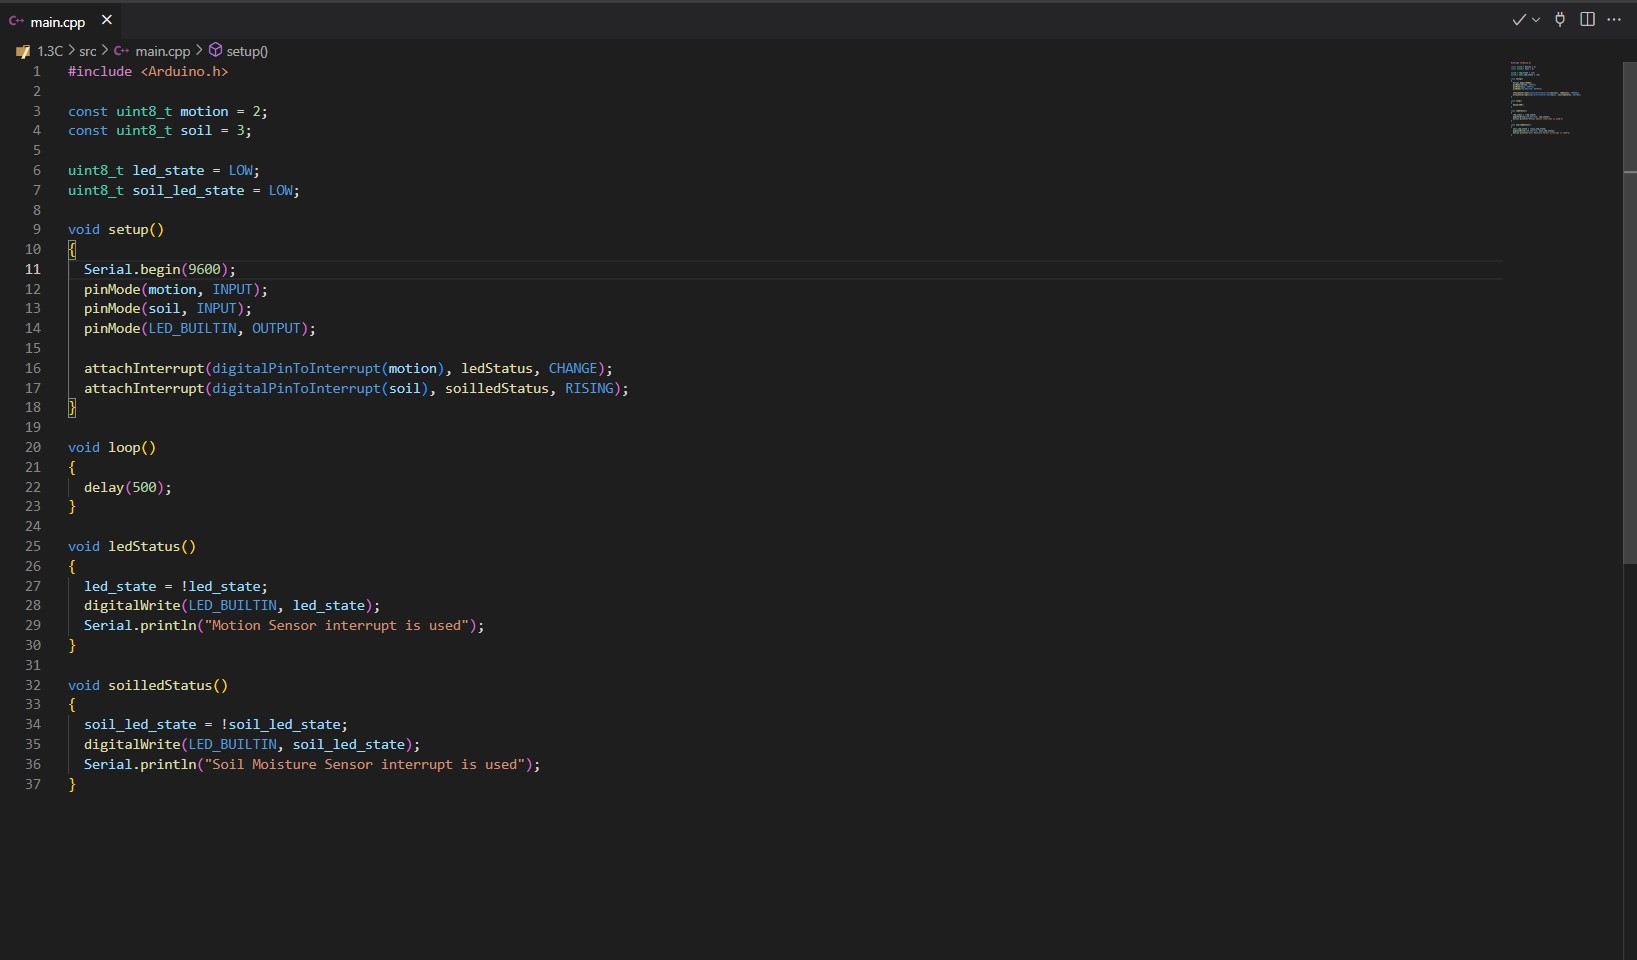 main.cpp
1.3C > src > main.cpp > setup()
1 #include <Arduino.h>
2
3 const uint8_t motion = 2;
4 const uint8_t soil = 3;
5
6 uint8_t led_state = LOW;
7 uint8_t soil_led_state = LOW;
8
9 void setup()
10 {
11   Serial.begin(9600);
12   pinMode(motion, INPUT);
13   pinMode(soil, INPUT);
14   pinMode(LED_BUILTIN, OUTPUT);
15
16   attachInterrupt(digitalPinToInterrupt(motion), ledStatus, CHANGE);
17   attachInterrupt(digitalPinToInterrupt(soil), soilledStatus, RISING);
18 }
19
20 void loop()
21 {
22   delay(500);
23 }
24
25 void ledStatus()
26 {
27   led_state = !led_state;
28   digitalWrite(LED_BUILTIN, led_state);
29   Serial.println("Motion Sensor interrupt is used");
30 }
31
32 void soilledStatus()
33 {
34   soil_led_state = !soil_led_state;
35   digitalWrite(LED_BUILTIN, soil_led_state);
36   Serial.println("Soil Moisture Sensor interrupt is used");
37 }